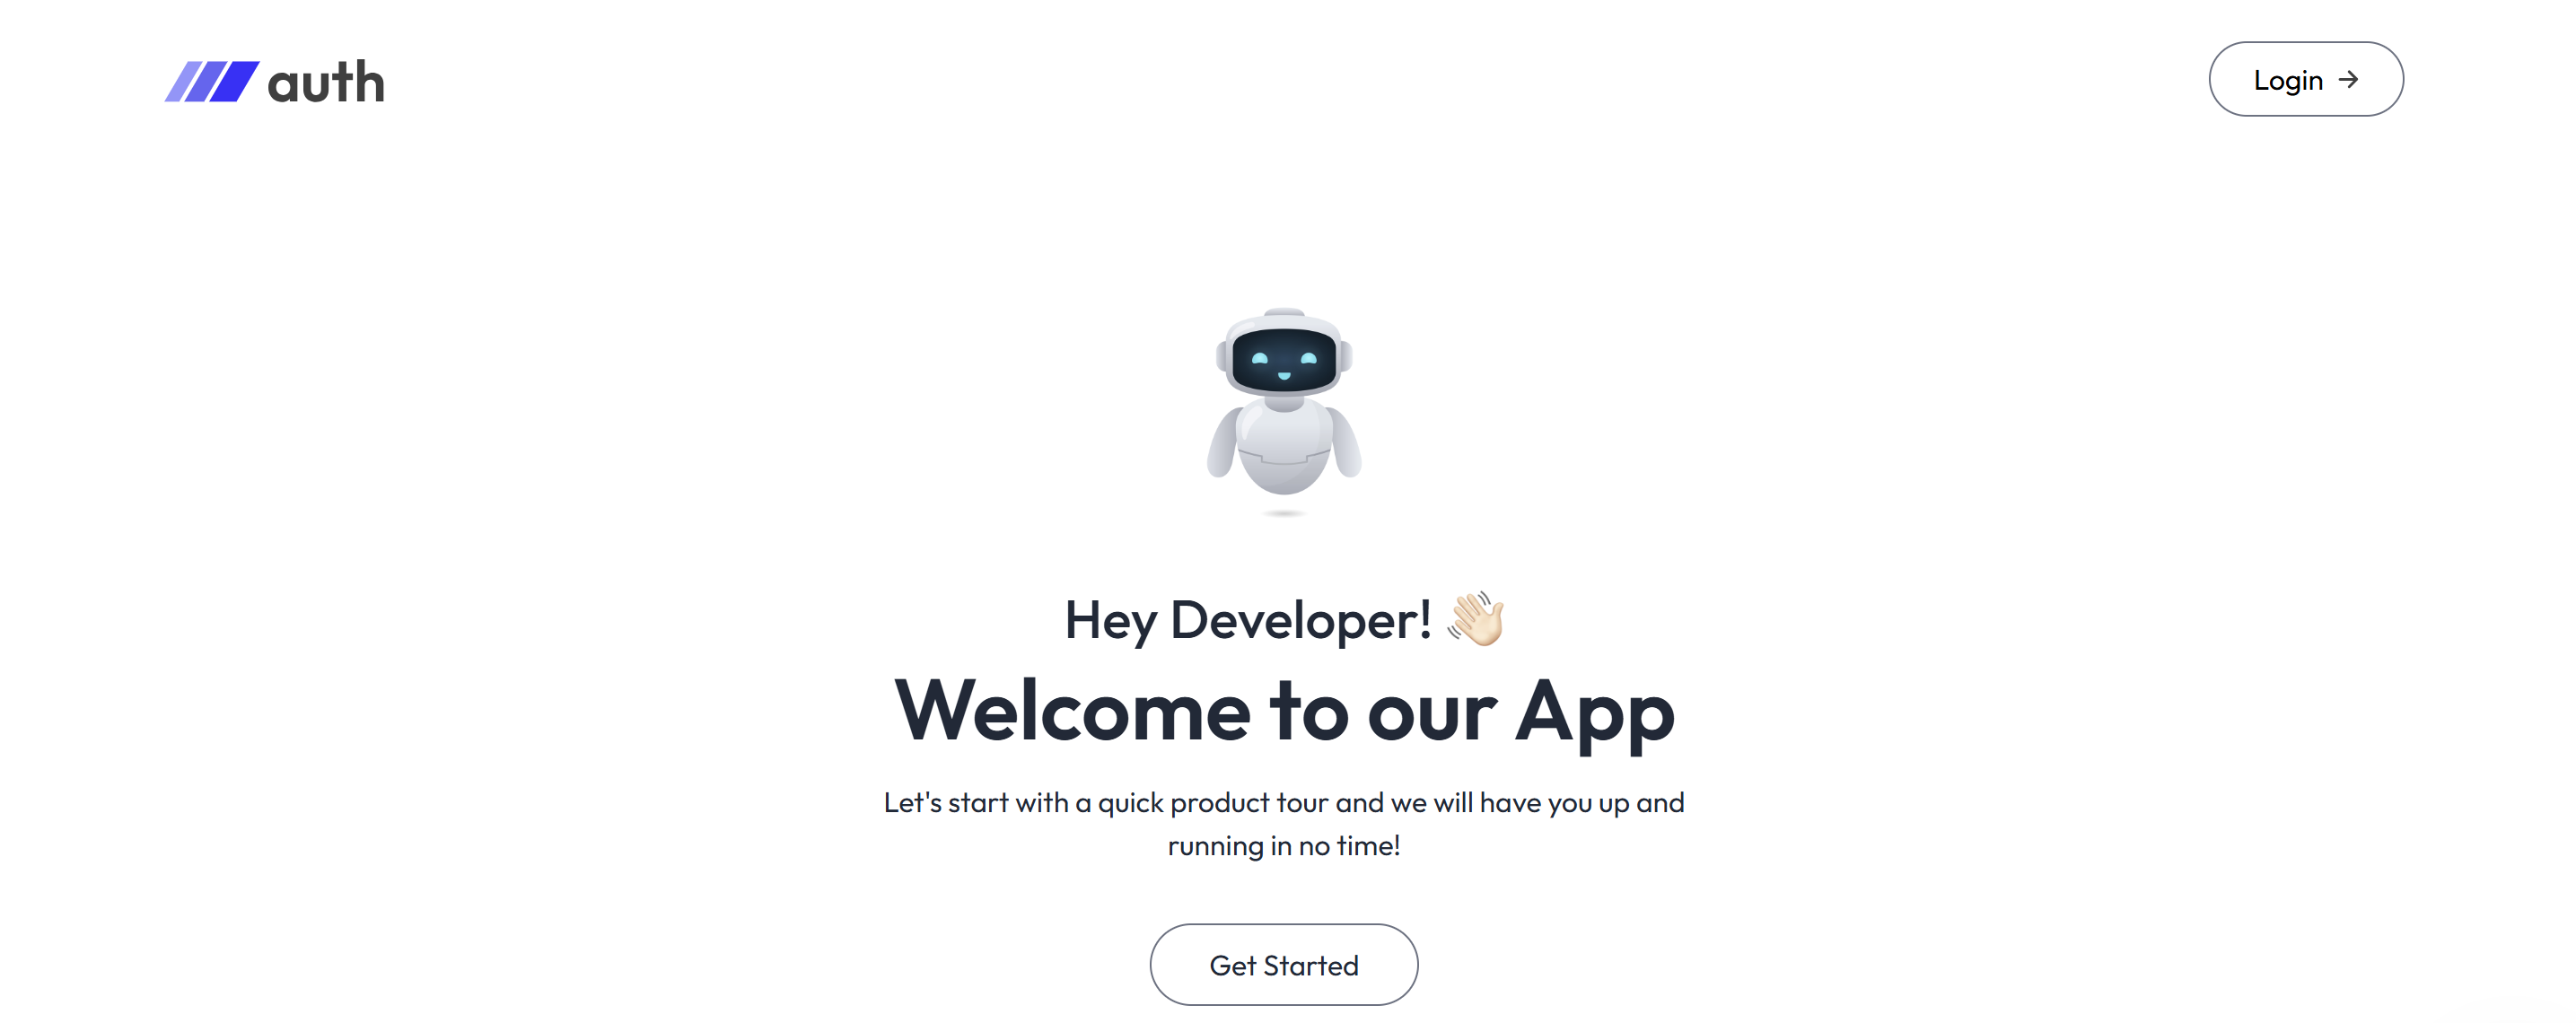 auth
Login →
Hey Developer! 👋🏻
Welcome to our App
Let's start with a quick product tour and we will have you up and
running in no time!
Get Started